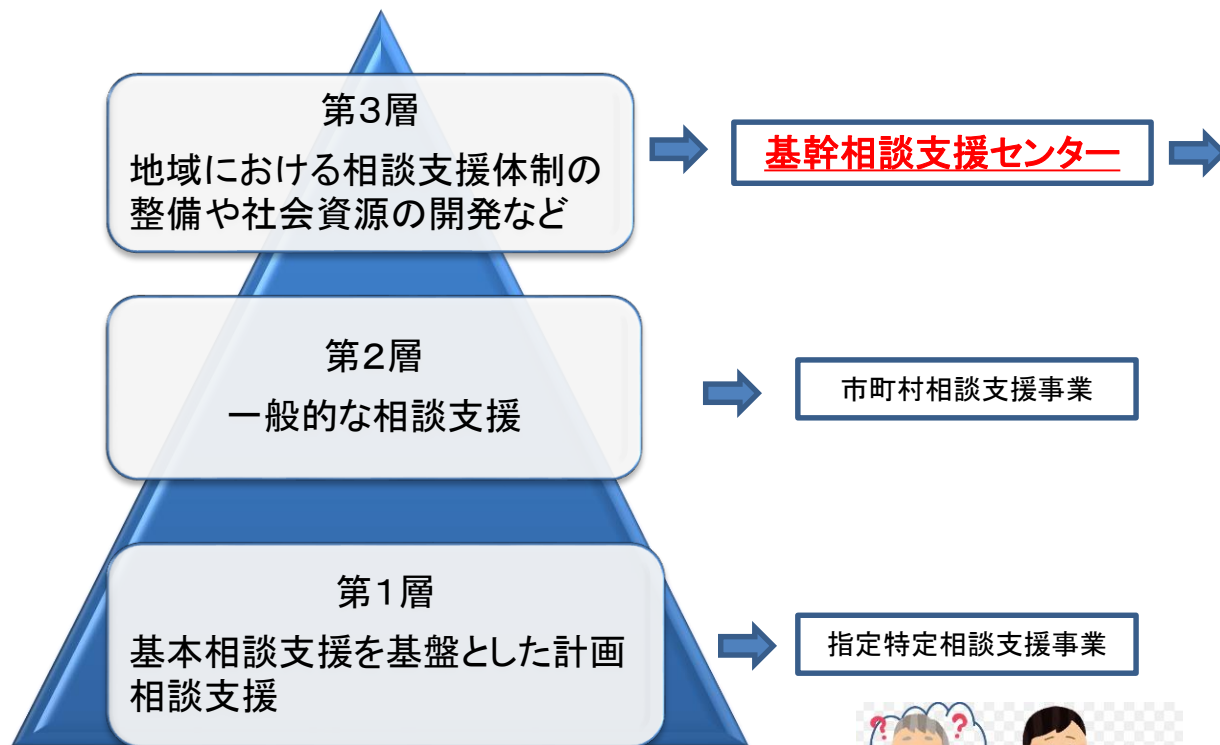 第3層
地域における相談支援体制の
整備や社会資源の開発など
基幹相談支援センター
第2層
一般的な相談支援
市町村相談支援事業
第1層
基本相談支援を基盤とした計画
相談支援
指定特定相談支援事業
? ?